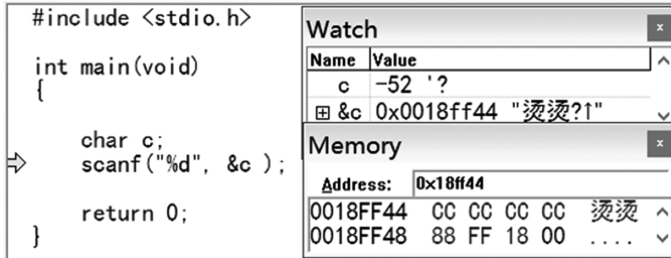 #include <stdio.h>
int main(void)
{
char c;
scanf("%d", &c );
return 0;
}
Watch
Name Value
c -52 '?
&c 0x0018ff44 "烫烫?↑"
Memory
Address: 0x18ff44
0018FF44 CC CC CC CC 烫烫
0018FF48 88 FF 18 00 ....